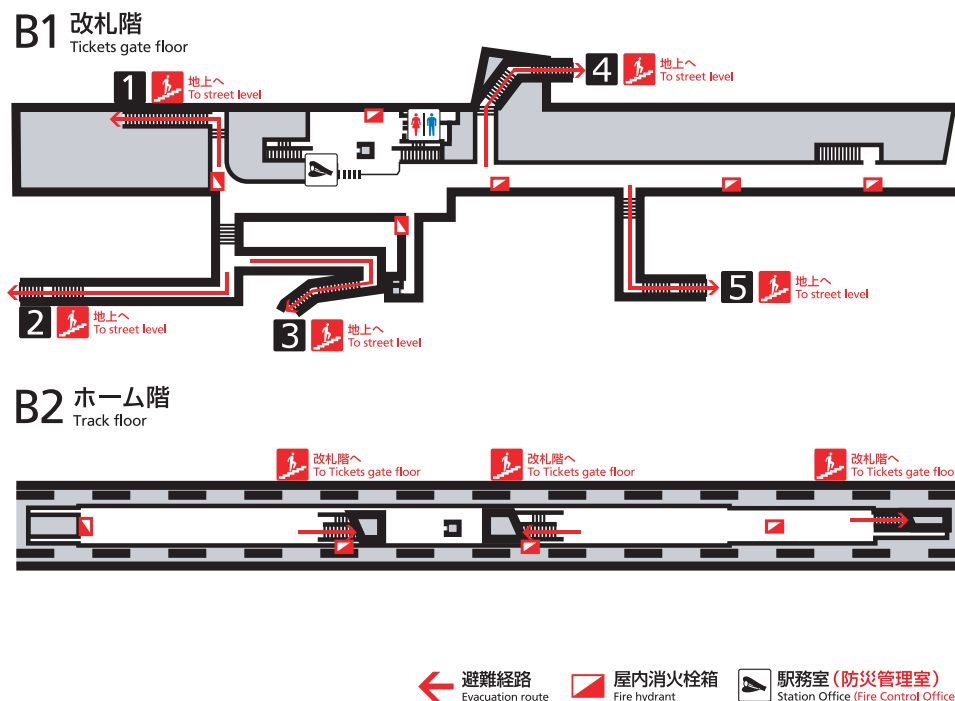 B1 改札階
Tickets gate floor
1 地上へ
To street level
4 地上へ
To street level
5 地上へ
To street level
2 地上へ
To street level
3 地上へ
To street level
B2 ホーム階
Track floor
改札階へ
To Tickets gate floor
改札階へ
To Tickets gate floor
改札階へ
To Tickets gate floo
避難経路
Evacuation route
屋内消火栓箱
Fire hydrant
駅務室(防災管理室)
Station Office (Fire Control Office